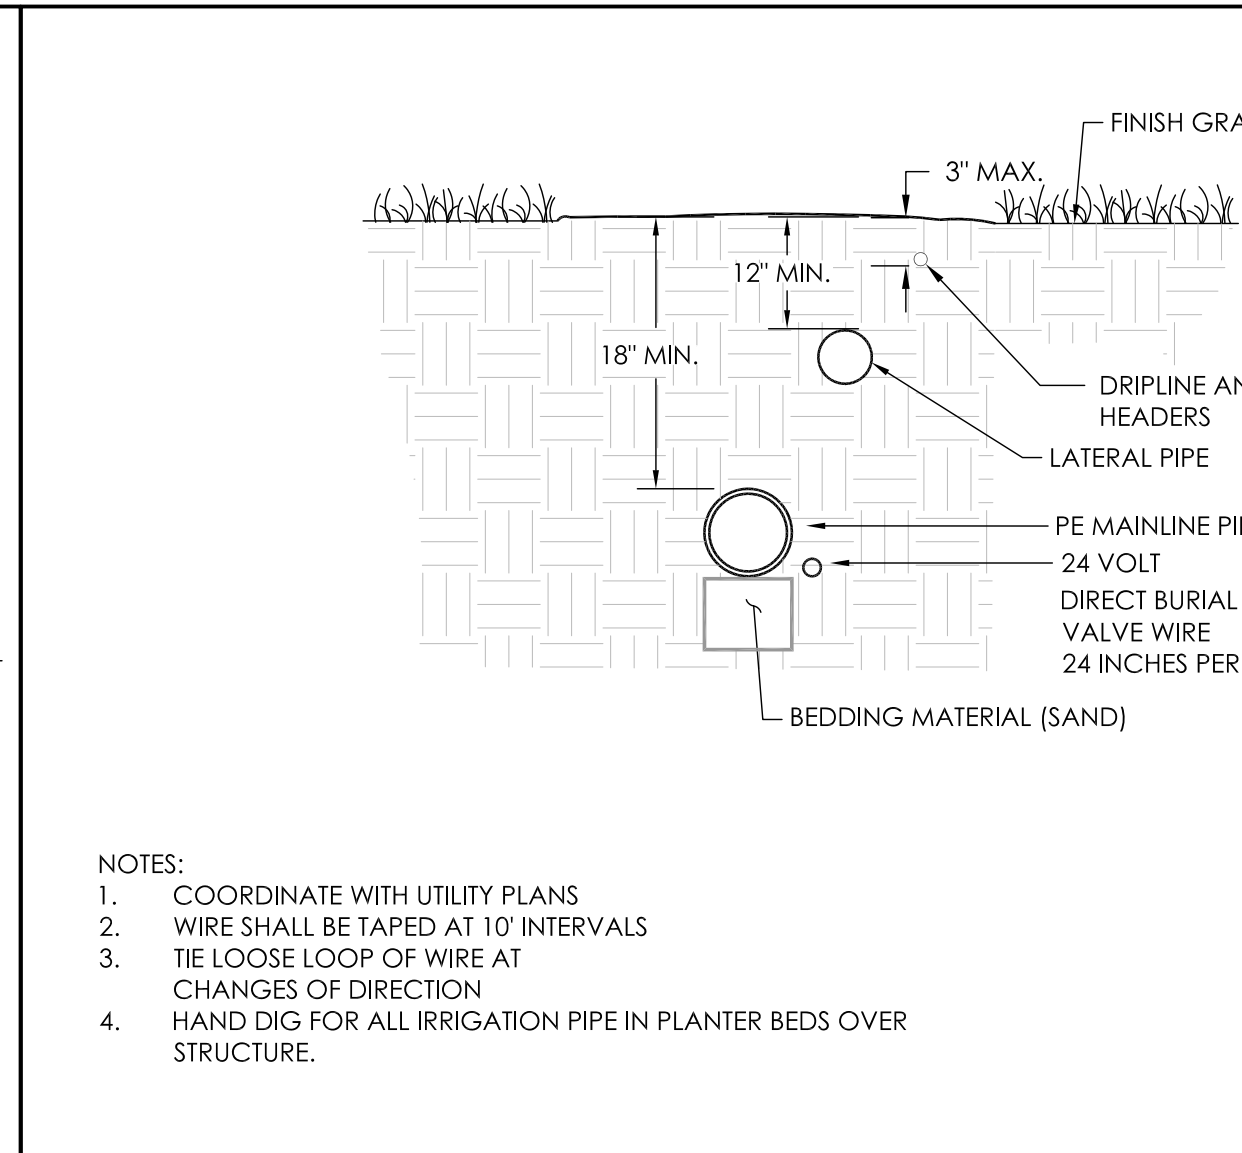 FINISH GRA
3" MAX.
12" MIN.
18" MIN.
DRIPLINE AN
HEADERS
LATERAL PIPE
PE MAINLINE PI
24 VOLT
DIRECT BURIAL
VALVE WIRE
24 INCHES PER
BEDDING MATERIAL (SAND)
NOTES:
1. COORDINATE WITH UTILITY PLANS
2. WIRE SHALL BE TAPED AT 10' INTERVALS
3. TIE LOOSE LOOP OF WIRE AT
CHANGES OF DIRECTION
4. HAND DIG FOR ALL IRRIGATION PIPE IN PLANTER BEDS OVER
STRUCTURE.